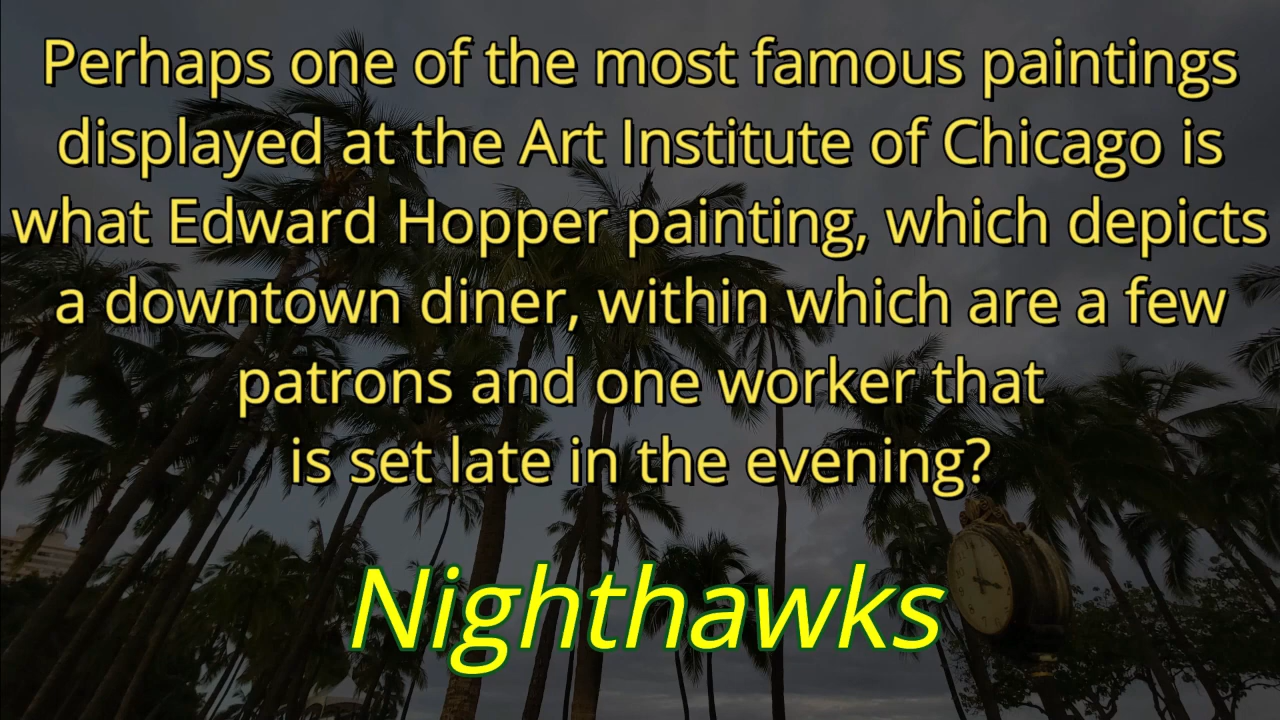 Perhaps one of the most famous paintings
displayed at the Art Institute of Chicago is
what Edward Hopper painting, which depicts
a downtown diner, within which are a few
patrons and one worker that
is set late in the evening?
Nighthawks